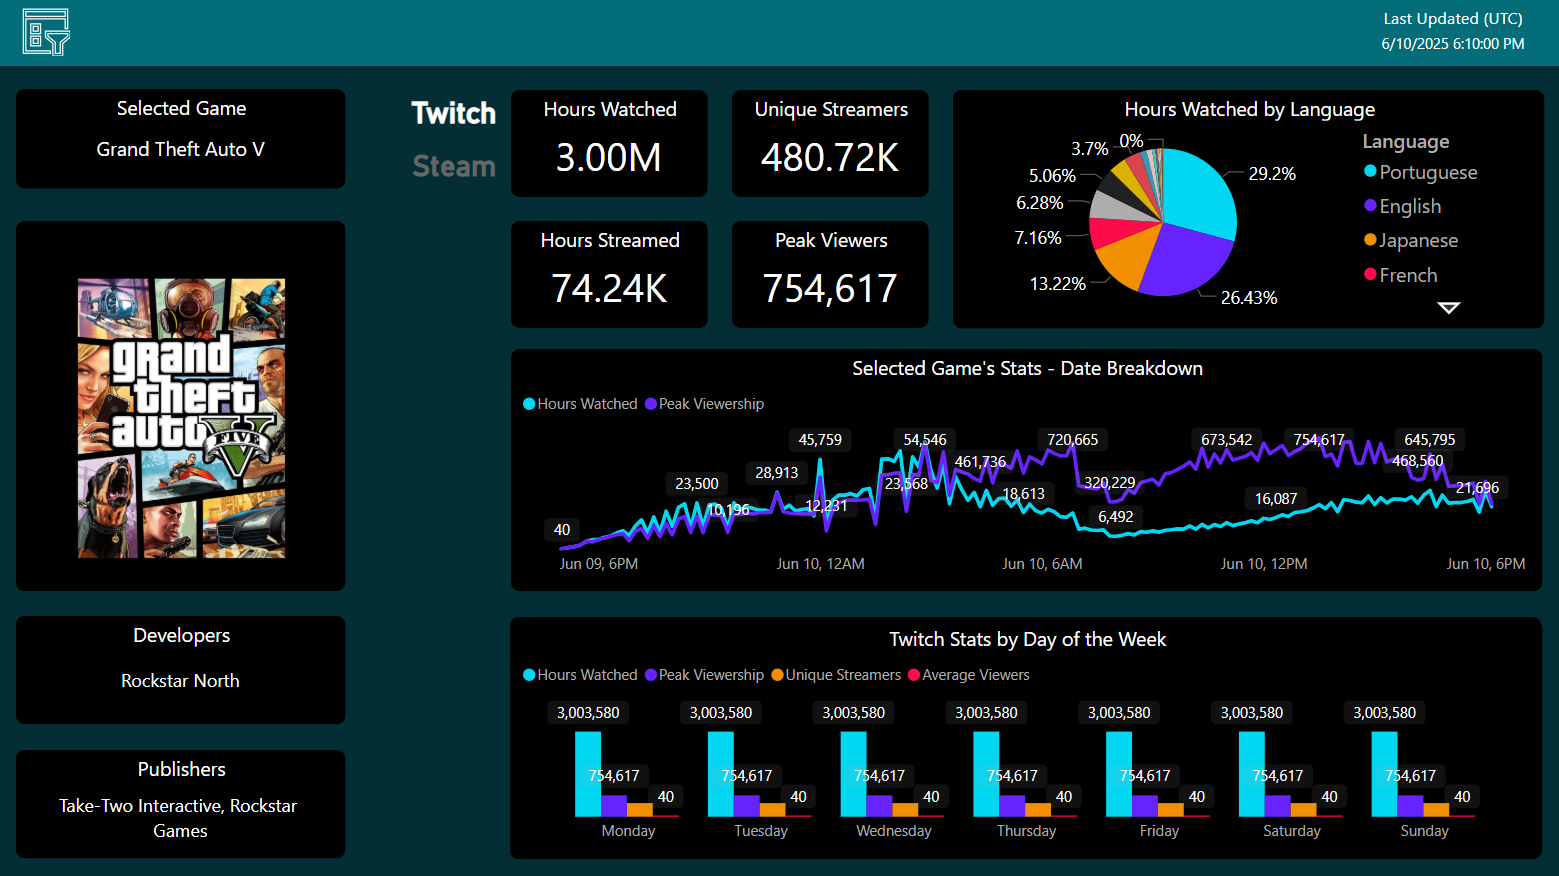 Last Updated (UTC)
6/10/2025 6:10:00 PM
Selected Game
Grand Theft Auto V
Twitch
Steam
Hours Watched
3.00M
Unique Streamers
480.72K
Hours Streamed
74.24K
Peak Viewers
754,617
Hours Watched by Language
0%
3.7%
5.06%
6.28%
7.16%
13.22%
29.2%
26.43%
Language
Portuguese
English
Japanese
French
grand
theft
auto
V
FIVE
Developers
Rockstar North
Publishers
Take-Two Interactive, Rockstar
Games
Selected Game's Stats - Date Breakdown
Hours Watched Peak Viewership
40
23,500
10,196
28,913
45,759
12,231
23,568
54,546
461,736
18,613
720,665
320,229
6,492
673,542
16,087
754,617
468,560
645,795
21,696
Jun 09, 6PM Jun 10, 12AM Jun 10, 6AM Jun 10, 12PM Jun 10, 6PM
Twitch Stats by Day of the Week
Hours Watched Peak Viewership Unique Streamers Average Viewers
3,003,580 3,003,580 3,003,580 3,003,580 3,003,580 3,003,580 3,003,580
754,617 754,617 754,617 754,617 754,617 754,617 754,617
40 40 40 40 40 40 40
Monday Tuesday Wednesday Thursday Friday Saturday Sunday